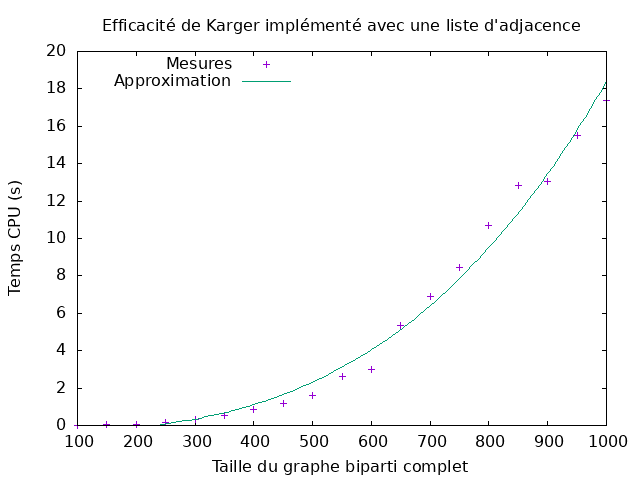 Efficacité de Karger implémenté avec une liste d'adjacence
20
18
16
14
12
10
8
6
4
2
0
Temps CPU (s)
Mesures
Approximation
100 200 300 400 500 600 700 800 900 1000
Taille du graphe biparti complet